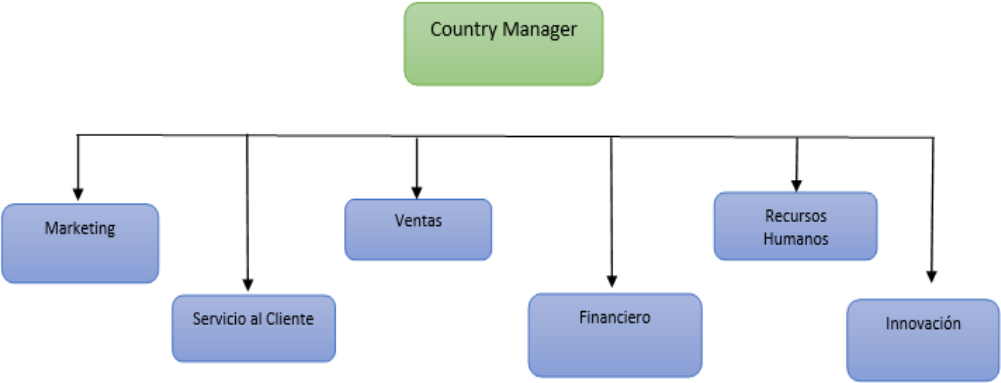 Country Manager
Marketing
Servicio al Cliente
Ventas
Financiero
Recursos
Humanos
Innovación